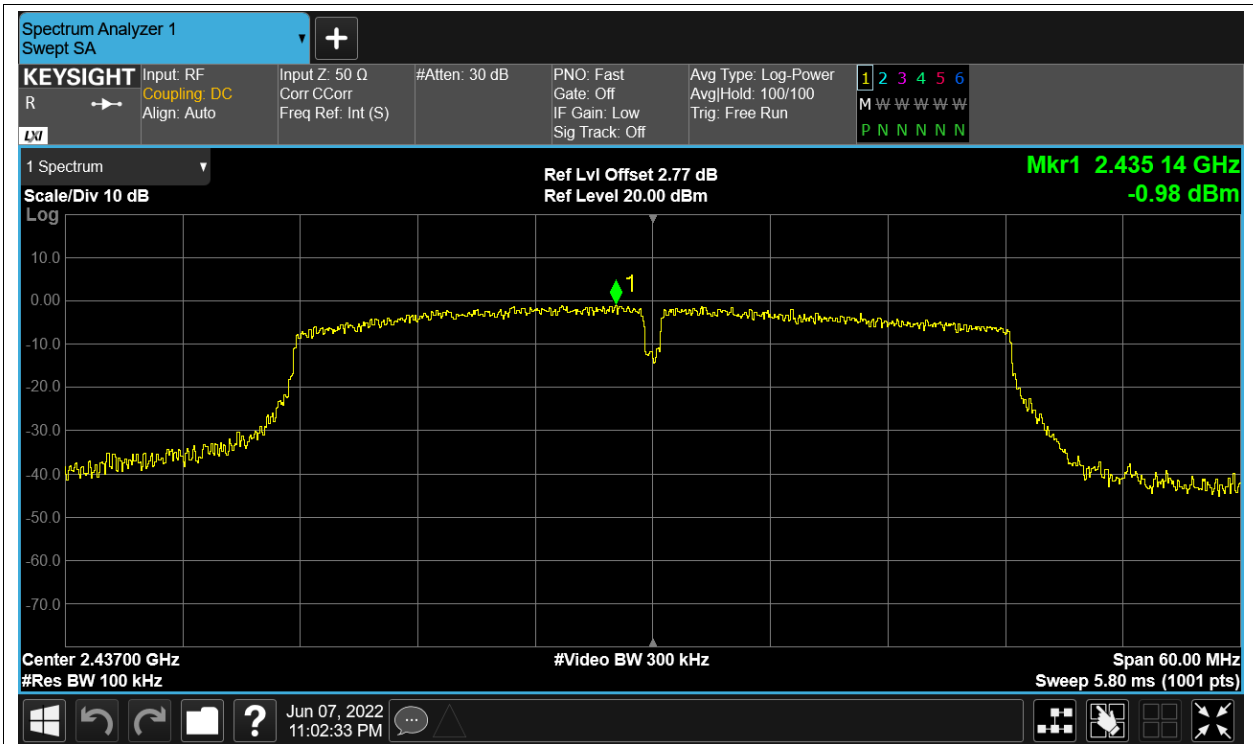 Spectrum Analyzer 1
Swept SA
+
KEYSIGHT
R
LXI
Input: RF
Coupling: DC
Align: Auto
Input Z: 50 Ω
Corr CCorr
Freq Ref: Int (S)
#Atten: 30 dB
PNO: Fast
Gate: Off
IF Gain: Low
Sig Track: Off
Avg Type: Log-Power
Avg|Hold: 100/100
Trig: Free Run
1 2 3 4 5 6
M W W W W W
P N N N N N
1 Spectrum
Scale/Div 10 dB
Log
Ref Lvl Offset 2.77 dB
Ref Level 20.00 dBm
Mkr1 2.435 14 GHz
-0.98 dBm
1
10.0
0.00
-10.0
-20.0
-30.0
-40.0
-50.0
-60.0
-70.0
Center 2.43700 GHz
#Res BW 100 kHz
#Video BW 300 kHz
Span 60.00 MHz
Sweep 5.80 ms (1001 pts)
?
Jun 07, 2022
11:02:33 PM